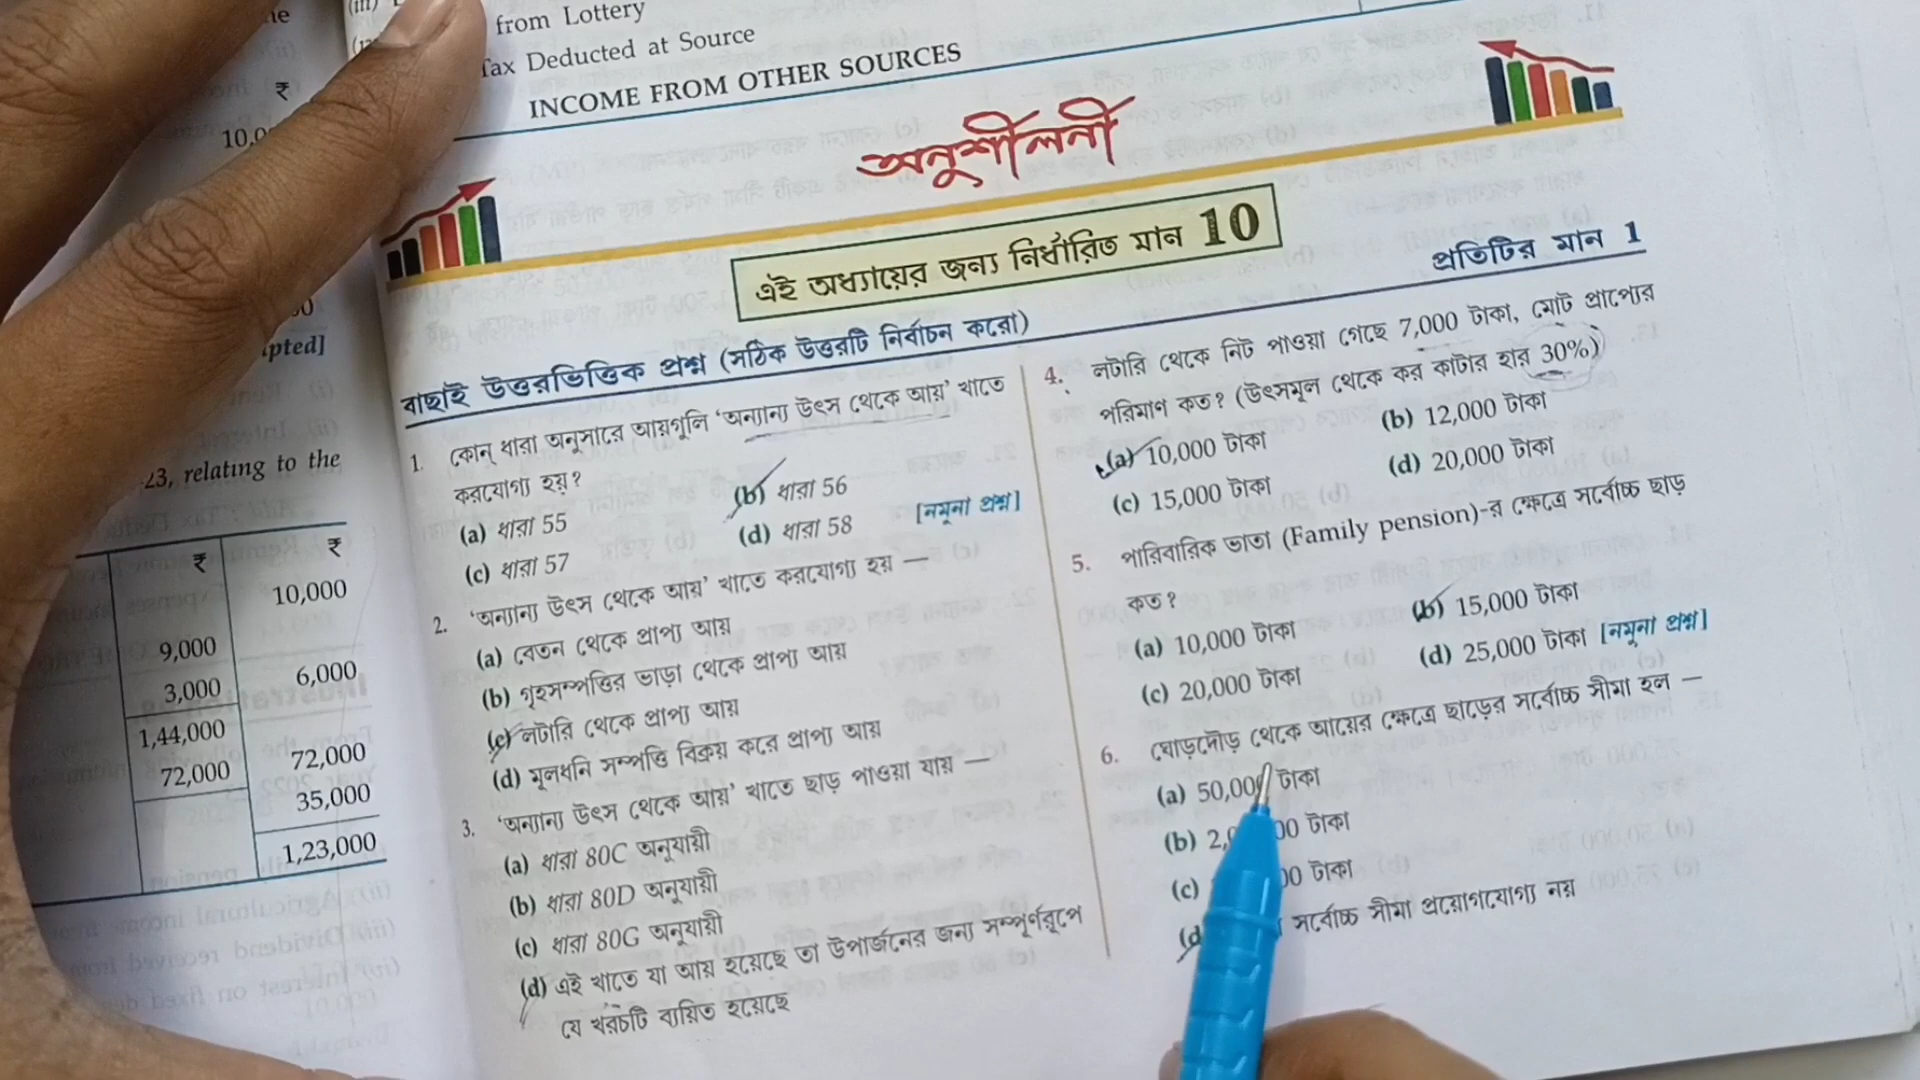 from Lottery
Tax Deducted at Source
INCOME FROM OTHER SOURCES
₹
pted]
23, relating to the
₹ ₹
10,000
9,000
3,000 6,000
1,44,000
72,000 72,000
35,000
1,23,000
অনুশীলনী
এই অধ্যায়ের জন্য নির্ধারিত মান 10
প্রতিটির মান 1
বাছাই উত্তরভিত্তিক প্রশ্ন (সঠিক উত্তরটি নির্বাচন করো)
1. কোন্ ধারা অনুসারে আয়গুলি ‘অন্যান্য উৎস থেকে আয়’ খাতে
করযোগ্য হয়?
(a) ধারা 55 (b) ধারা 56
(c) ধারা 57 (d) ধারা 58 [নমুনা প্রশ্ন]
2. ‘অন্যান্য উৎস থেকে আয়’ খাতে করযোগ্য হয় —
(a) বেতন থেকে প্রাপ্য আয়
(b) গৃহসম্পত্তির ভাড়া থেকে প্রাপ্য আয়
(c) লটারি থেকে প্রাপ্য আয়
(d) মূলধনি সম্পত্তি বিক্রয় করে প্রাপ্য আয়
3. ‘অন্যান্য উৎস থেকে আয়’ খাতে ছাড় পাওয়া যায় —
(a) ধারা 80C অনুযায়ী
(b) ধারা 80D অনুযায়ী
(c) ধারা 80G অনুযায়ী
(d) এই খাতে যা আয় হয়েছে তা উপার্জনের জন্য সম্পূর্ণরূপে
যে খরচটি ব্যয়িত হয়েছে
4. লটারি থেকে নিট পাওয়া গেছে 7,000 টাকা, মোট প্রাপ্যের
পরিমাণ কত? (উৎসমূল থেকে কর কাটার হার 30%)
(a) 10,000 টাকা (b) 12,000 টাকা
(c) 15,000 টাকা (d) 20,000 টাকা
5. পারিবারিক ভাতা (Family pension)-র ক্ষেত্রে সর্বোচ্চ ছাড়
কত?
(a) 10,000 টাকা (b) 15,000 টাকা
(c) 20,000 টাকা (d) 25,000 টাকা [নমুনা প্রশ্ন]
6. ঘোড়দৌড় থেকে আয়ের ক্ষেত্রে ছাড়ের সর্বোচ্চ সীমা হল —
(a) 50,000 টাকা
(b) টাকা
(c) টাকা
(d সর্বোচ্চ সীমা প্রয়োগযোগ্য নয়